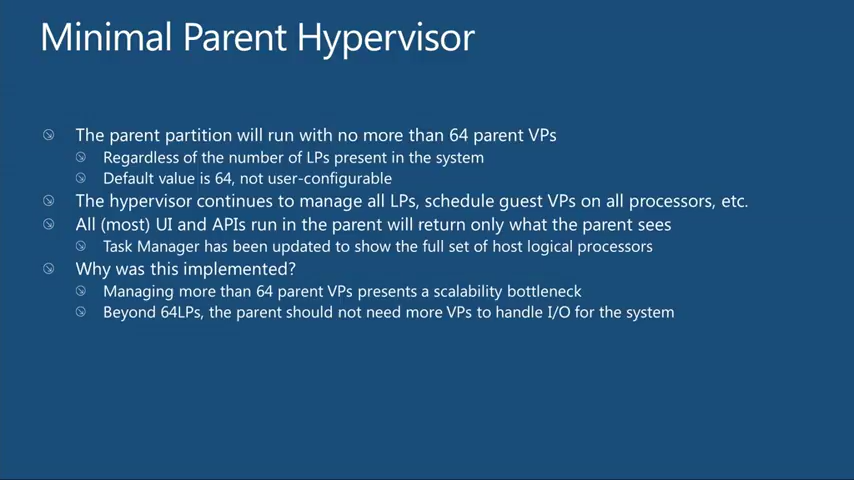 Minimal Parent Hypervisor
The parent partition will run with no more than 64 parent VPs
Regardless of the number of LPs present in the system
Default value is 64, not user-configurable
The hypervisor continues to manage all LPs, schedule guest VPs on all processors, etc.
All (most) UI and APIs run in the parent will return only what the parent sees
Task Manager has been updated to show the full set of host logical processors
Why was this implemented?
Managing more than 64 parent VPs presents a scalability bottleneck
Beyond 64LPs, the parent should not need more VPs to handle I/O for the system